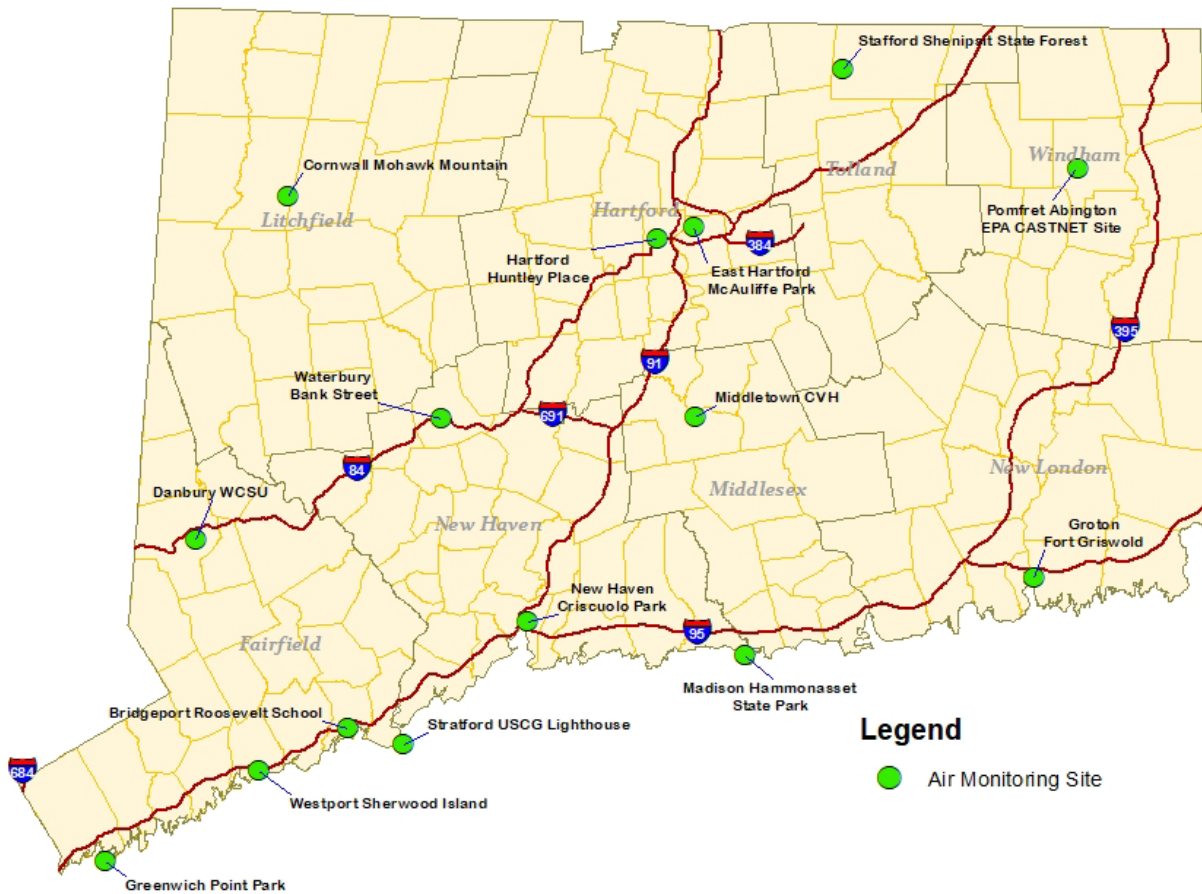 Stafford Shenipsit State Forest
Cornwall Mohawk Mountain
Litchfield
Hartford
Tolland
Windham
Pomfret Abington
EPA CASTNET Site
Hartford
Huntley Place
384
East Hartford
McAuliffe Park
395
91
Waterbury
Bank Street
691
Middletown CVH
84
Danbury WCSU
New Haven
Middlesex
New London
Groton
Fort Griswold
New Haven
Criscuolo Park
95
Fairfield
Madison Hammonasset
State Park
Bridgeport Roosevelt School
Stratford USCG Lighthouse
684
Westport Sherwood Island
Greenwich Point Park
Legend
Air Monitoring Site